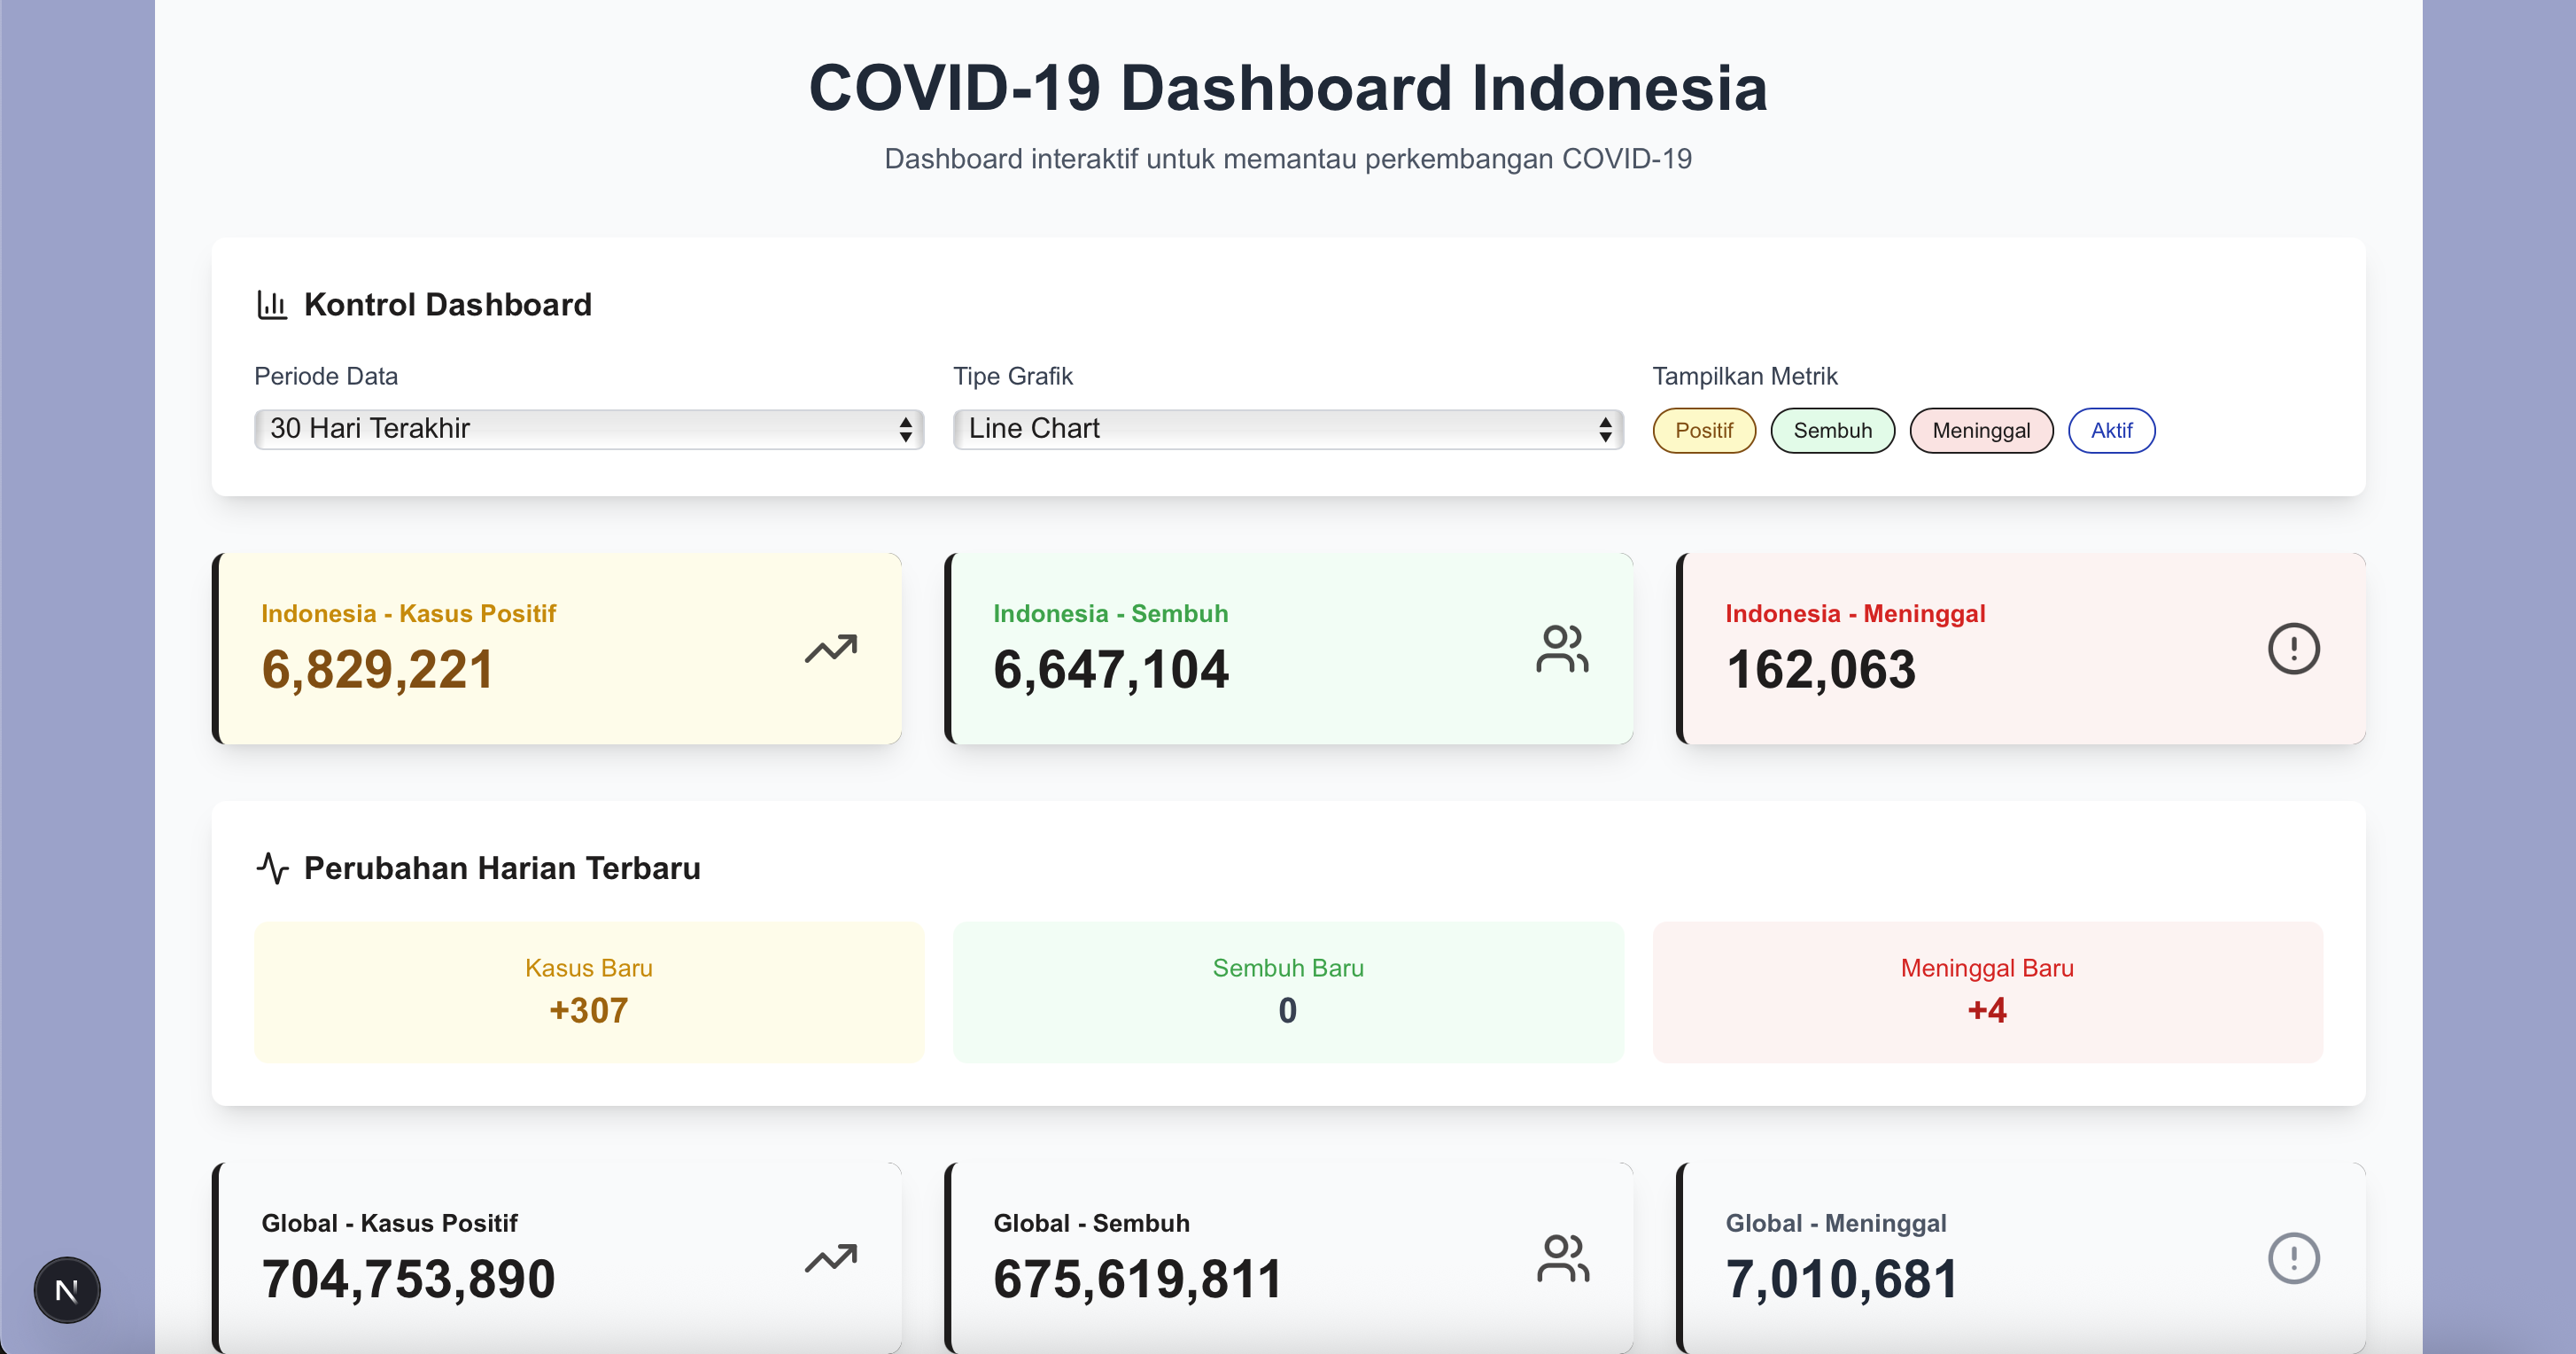 COVID-19 Dashboard Indonesia
Dashboard interaktif untuk memantau perkembangan COVID-19
Kontrol Dashboard
Periode Data
30 Hari Terakhir
Tipe Grafik
Line Chart
Tampilkan Metrik
Positif Sembuh Meninggal Aktif
Indonesia - Kasus Positif
6,829,221
Indonesia - Sembuh
6,647,104
Indonesia - Meninggal
162,063
Perubahan Harian Terbaru
Kasus Baru
+307
Sembuh Baru
0
Meninggal Baru
+4
Global - Kasus Positif
704,753,890
Global - Sembuh
675,619,811
Global - Meninggal
7,010,681
N